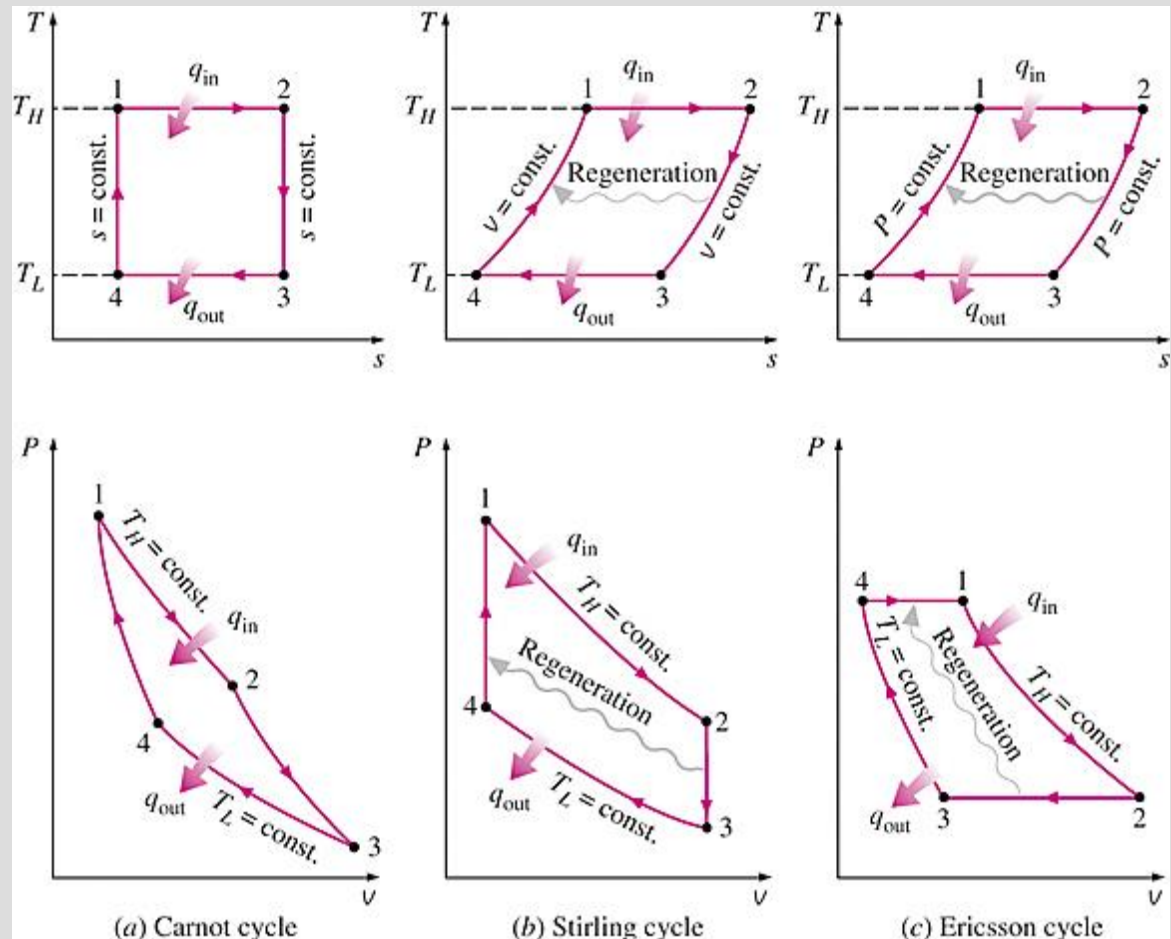 T
1
q_in
2
T_H
s = const.
s = const.
T_L
4
q_out
3
s
T
1
q_in
2
T_H
Regeneration
v = const.
v = const.
T_L
4
q_out
3
s
T
1
q_in
2
T_H
Regeneration
P = const.
P = const.
T_L
4
q_out
3
s
P
1
T_H = const.
q_in
2
4
q_out
T_L = const.
3
v
(a) Carnot cycle
P
1
q_in
T_H = const.
Regeneration
4
2
q_out
T_L = const.
3
v
(b) Stirling cycle
P
4
1
q_in
T_L = const.
Regeneration
T_H = const.
q_out
3
2
v
(c) Ericsson cycle